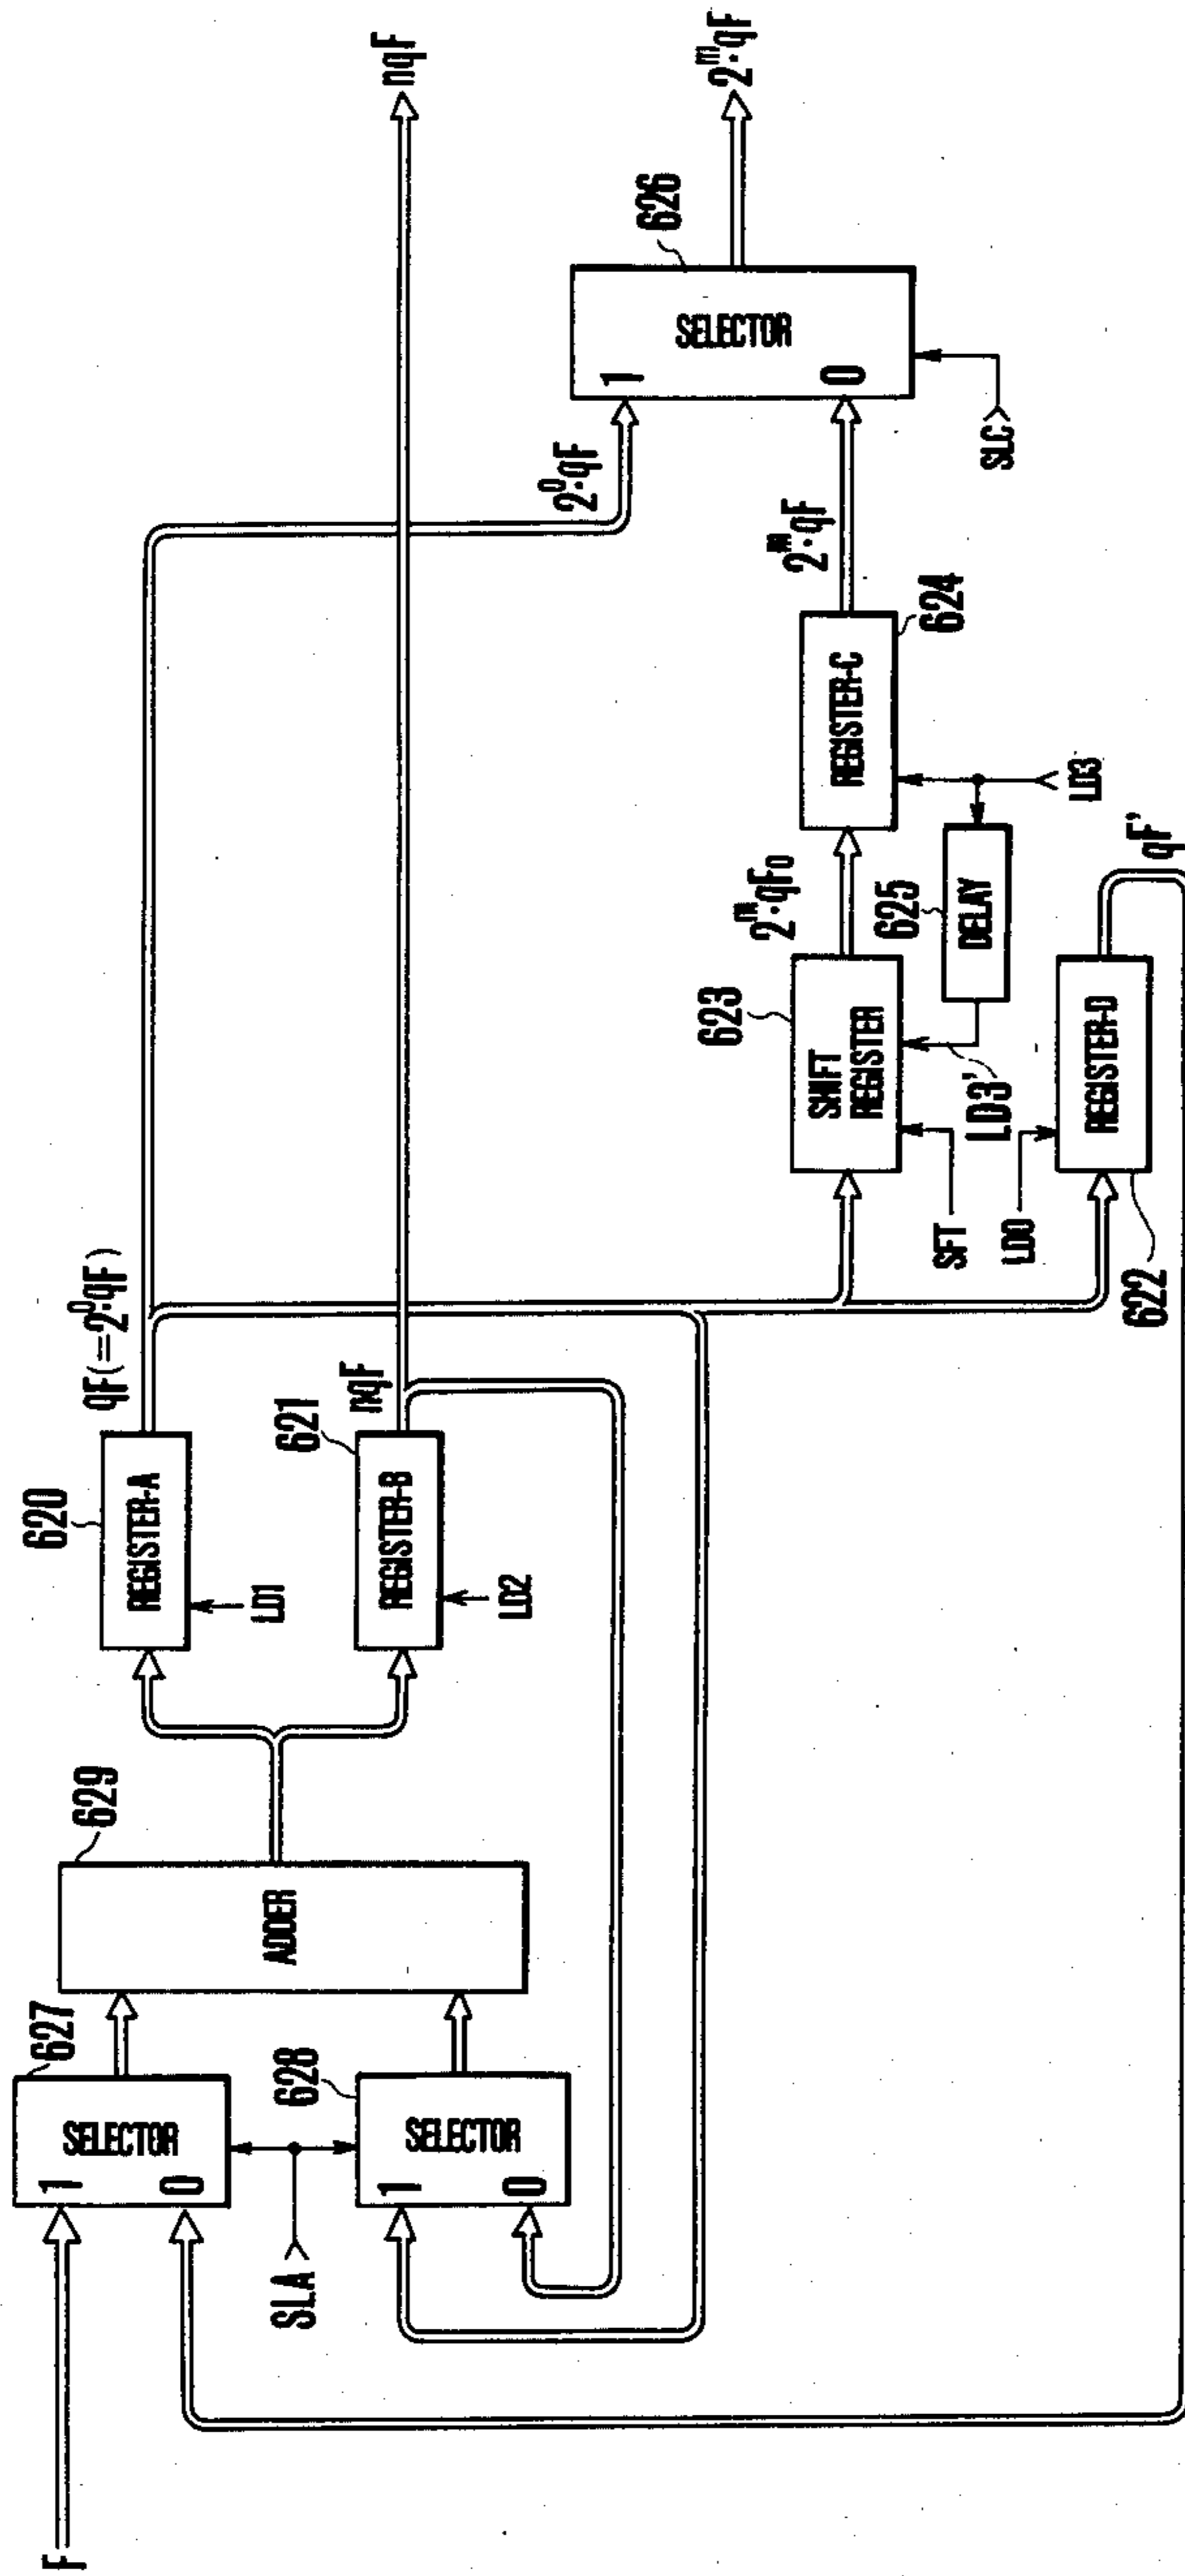 F
SELECTOR
1
0
627
SLA
SELECTOR
1
0
628
ADDER
629
REGISTER-A
620
LD1
REGISTER-B
621
LD2
qF(=2⁰·qF)
nqF
nqF
SHIFT
REGISTER
623
SFT
LD3'
DELAY
625
LD0
REGISTER-D
622
qF'
2ᵐ·qF₀
REGISTER-C
624
LD3
2ᵐ·qF
2⁰·qF
SELECTOR
1
0
626
SLC
2ᵐ·qF